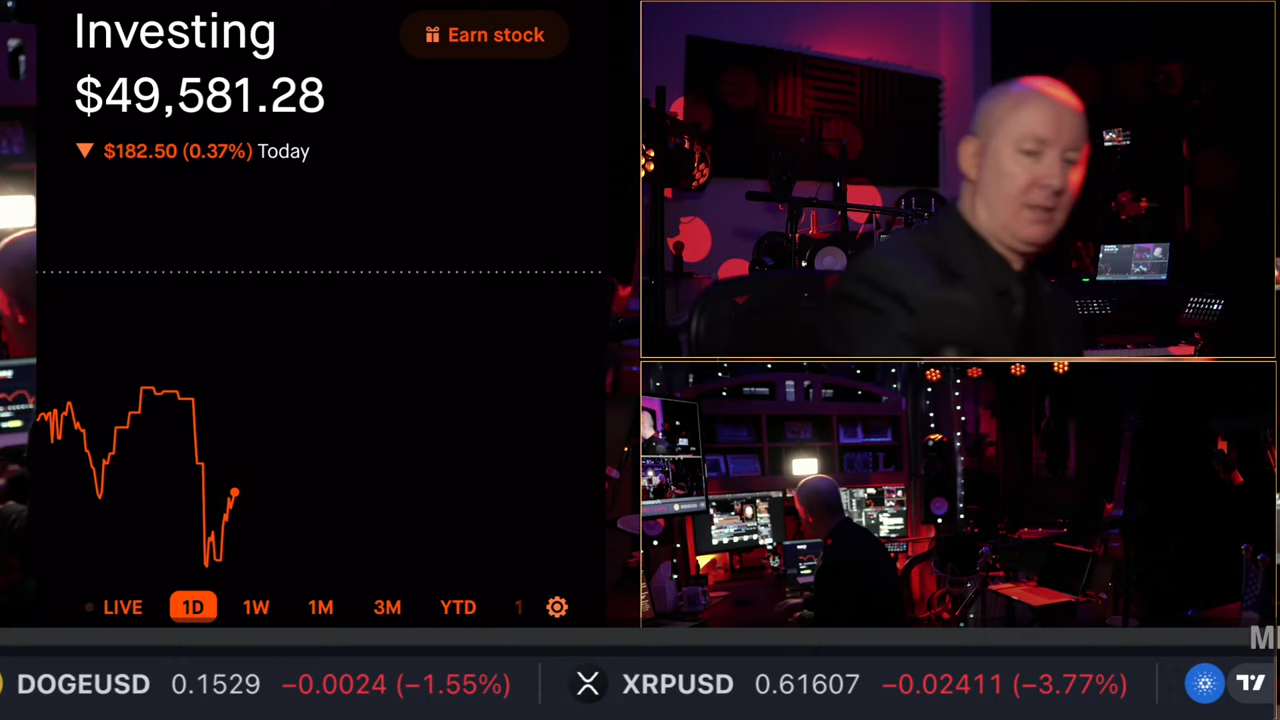 Investing
Earn stock
$49,581.28
▼ $182.50 (0.37%) Today
LIVE 1D 1W 1M 3M YTD 1
M
DOGEUSD 0.1529 −0.0024 (−1.55%) XRPUSD 0.61607 −0.02411 (−3.77%)